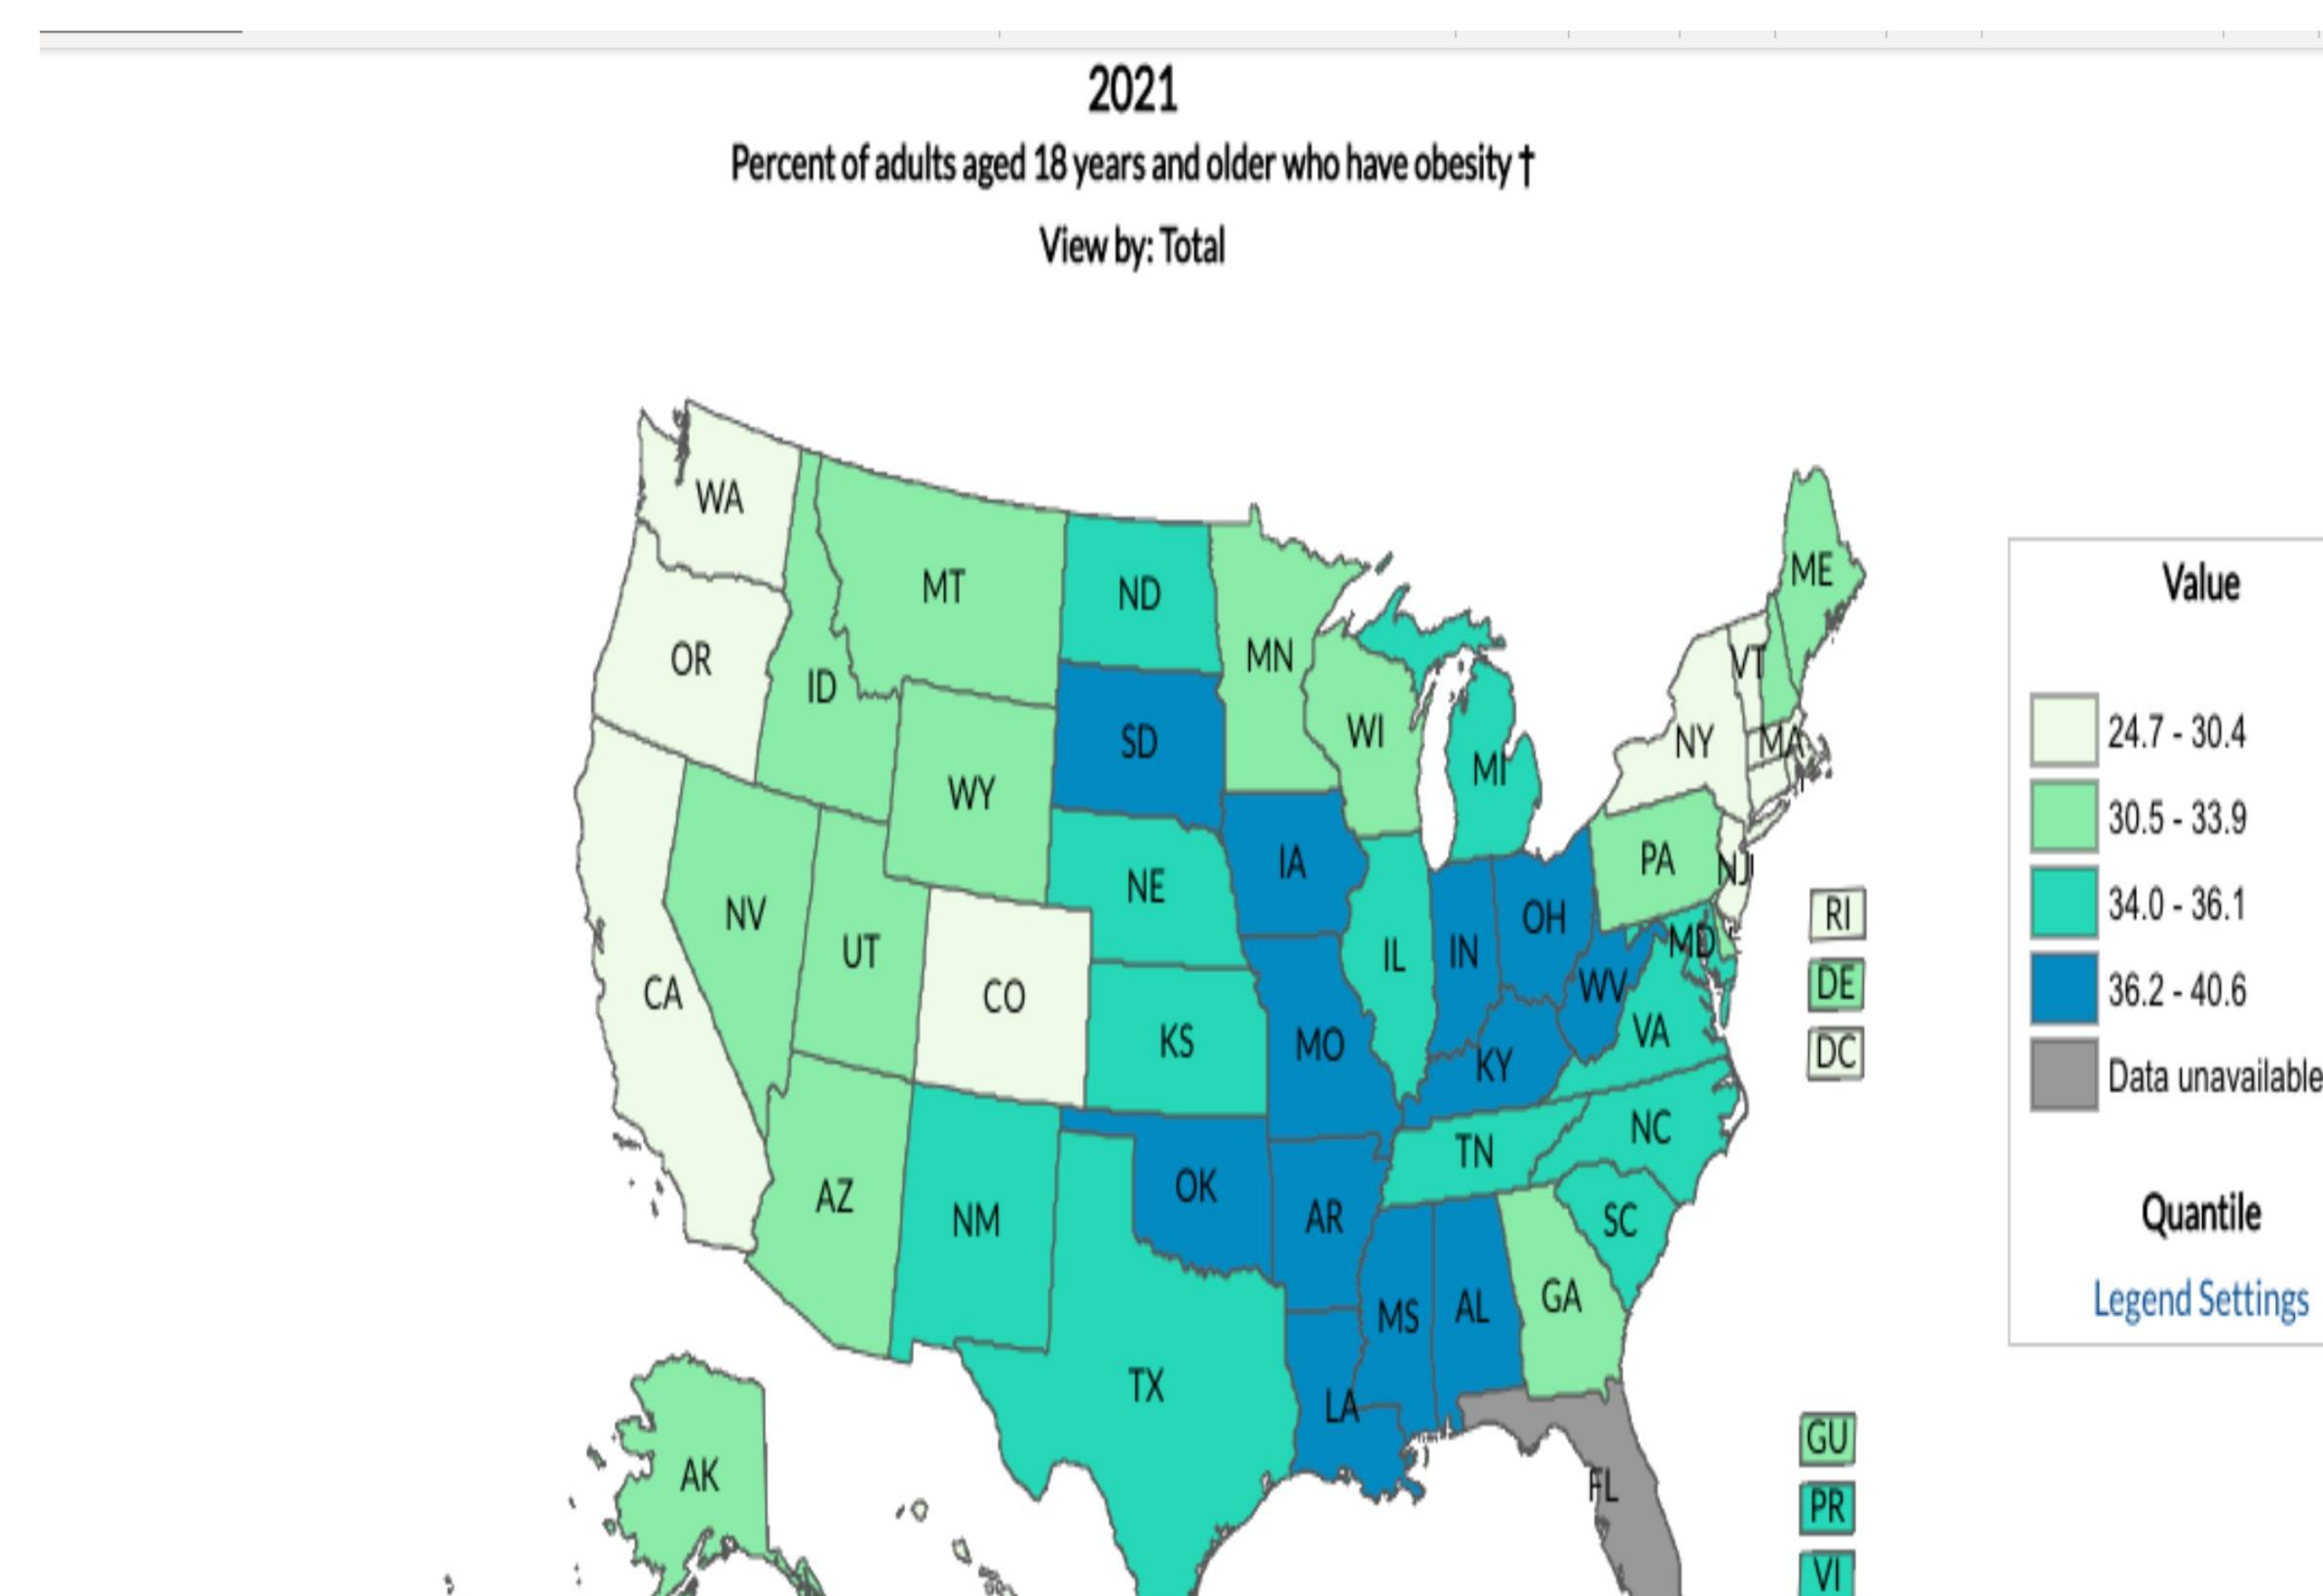 2021
Percent of adults aged 18 years and older who have obesity †
View by: Total
WA
MT
ND
ME
OR
ID
MN
VT
SD
WI
NY
MA
MI
WY
IA
PA
NJ
NE
NV
UT
OH
RI
CO
IL
IN
MD
CA
WV
DE
KS
MO
VA
DC
KY
TN
NC
AZ
NM
OK
AR
SC
MS
AL
GA
TX
LA
AK
FL
GU
PR
VI
Value
24.7 - 30.4
30.5 - 33.9
34.0 - 36.1
36.2 - 40.6
Data unavailable
Quantile
Legend Settings